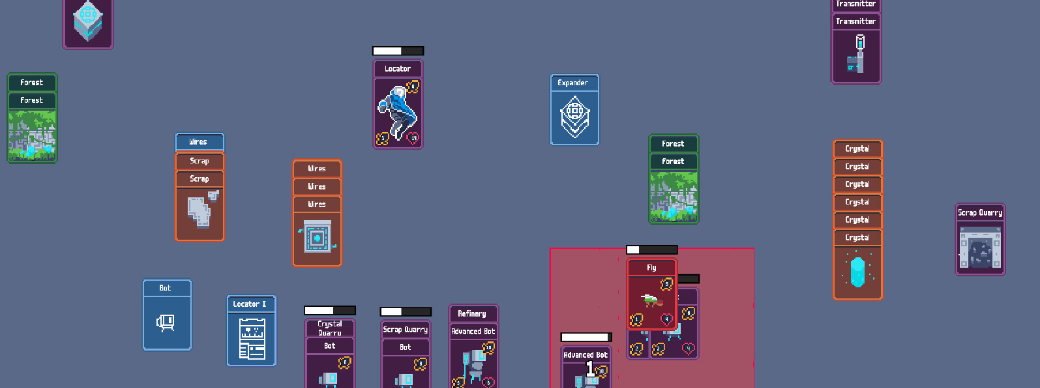 Transmitter
Transmitter
Locator
Forest
Forest
Expander
Wires
Scrap
Scrap
Wires
Wires
Wires
Forest
Forest
Crystal
Crystal
Crystal
Crystal
Crystal
Crystal
Scrap Quarry
Fly
Bot
Locator I
Crystal
Quarry
Bot
Scrap Quarry
Bot
Refinery
Advanced Bot
Advanced Bot
1